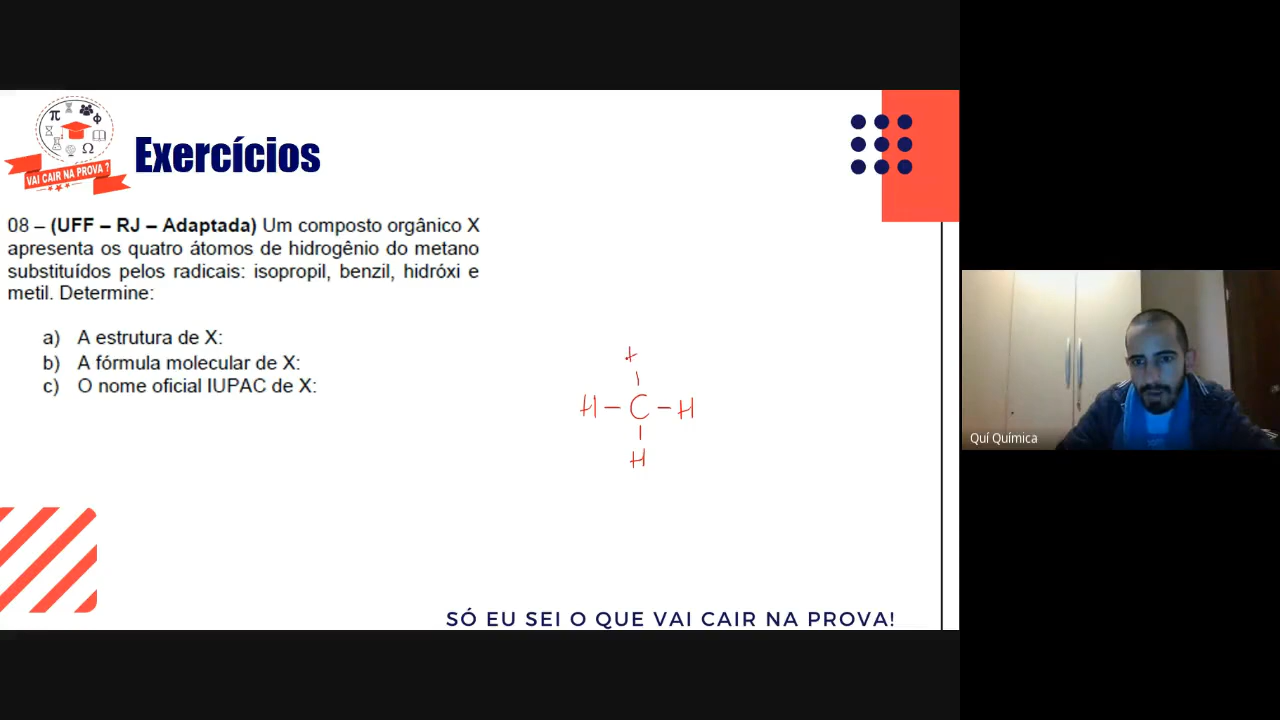 π
Φ
Ω
VAI CAIR NA PROVA ?
Exercícios
08 – (UFF – RJ – Adaptada) Um composto orgânico X
apresenta os quatro átomos de hidrogênio do metano
substituídos pelos radicais: isopropil, benzil, hidróxi e
metil. Determine:
a) A estrutura de X:
b) A fórmula molecular de X:
c) O nome oficial IUPAC de X:
H – C – H
H
Quí Química
SÓ EU SEI O QUE VAI CAIR NA PROVA!